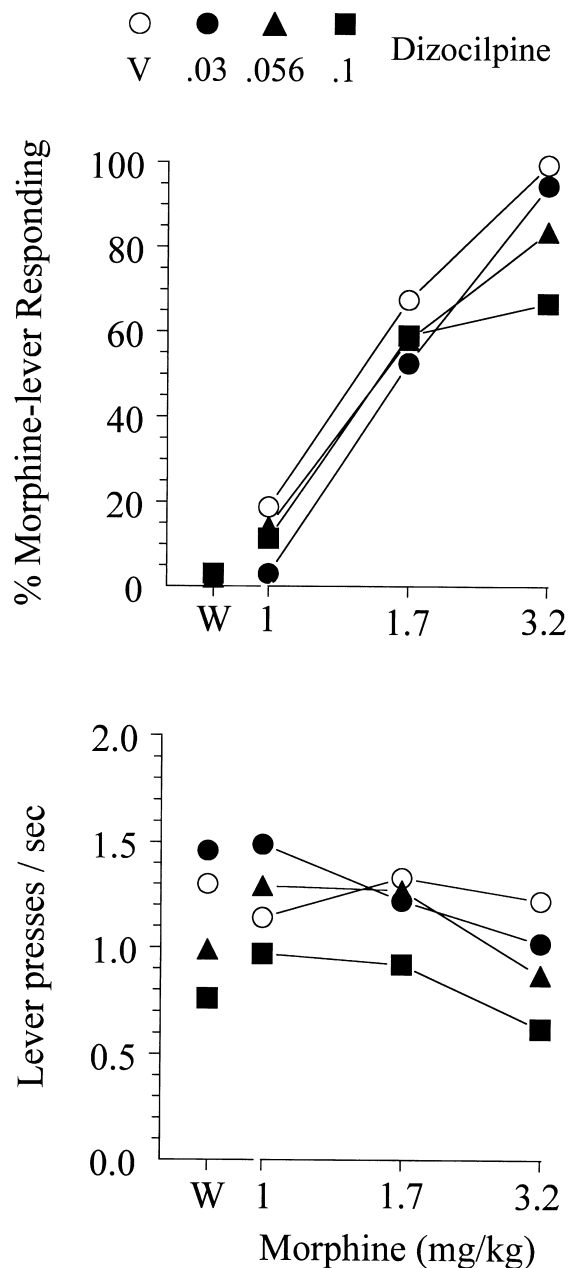 Dizocilpine
V .03 .056 .1
% Morphine-lever Responding
100
80
60
40
20
0
W 1 1.7 3.2
Lever presses / sec
2.0
1.5
1.0
0.5
0.0
W 1 1.7 3.2
Morphine (mg/kg)